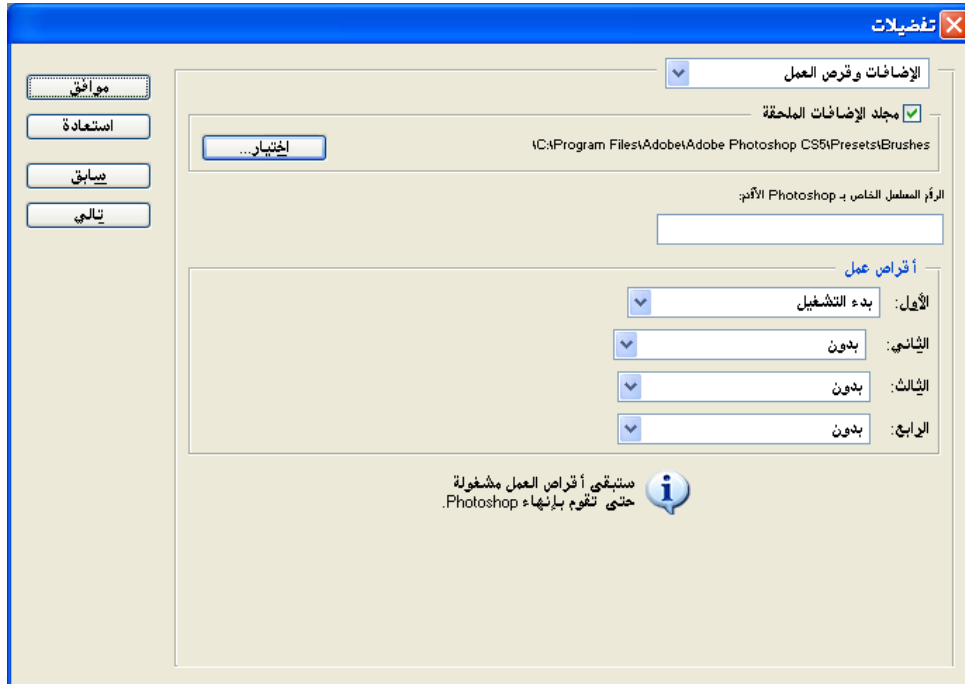 تفضيلات
الإضافات وقرص العمل
مجلد الإضافات الملحقة
\C:\Program Files\Adobe\Adobe Photoshop CS5\Presets\Brushes
اختيار...
الرقم المسلسل الخاص بـ Photoshop الأقدم:
أقراص عمل
الأول: بدء التشغيل
الثاني: بدون
الثالث: بدون
الرابع: بدون
ستبقى أقراص العمل مشغولة
حتى تقوم بإنهاء Photoshop.
موافق
استعادة
سابق
تالي